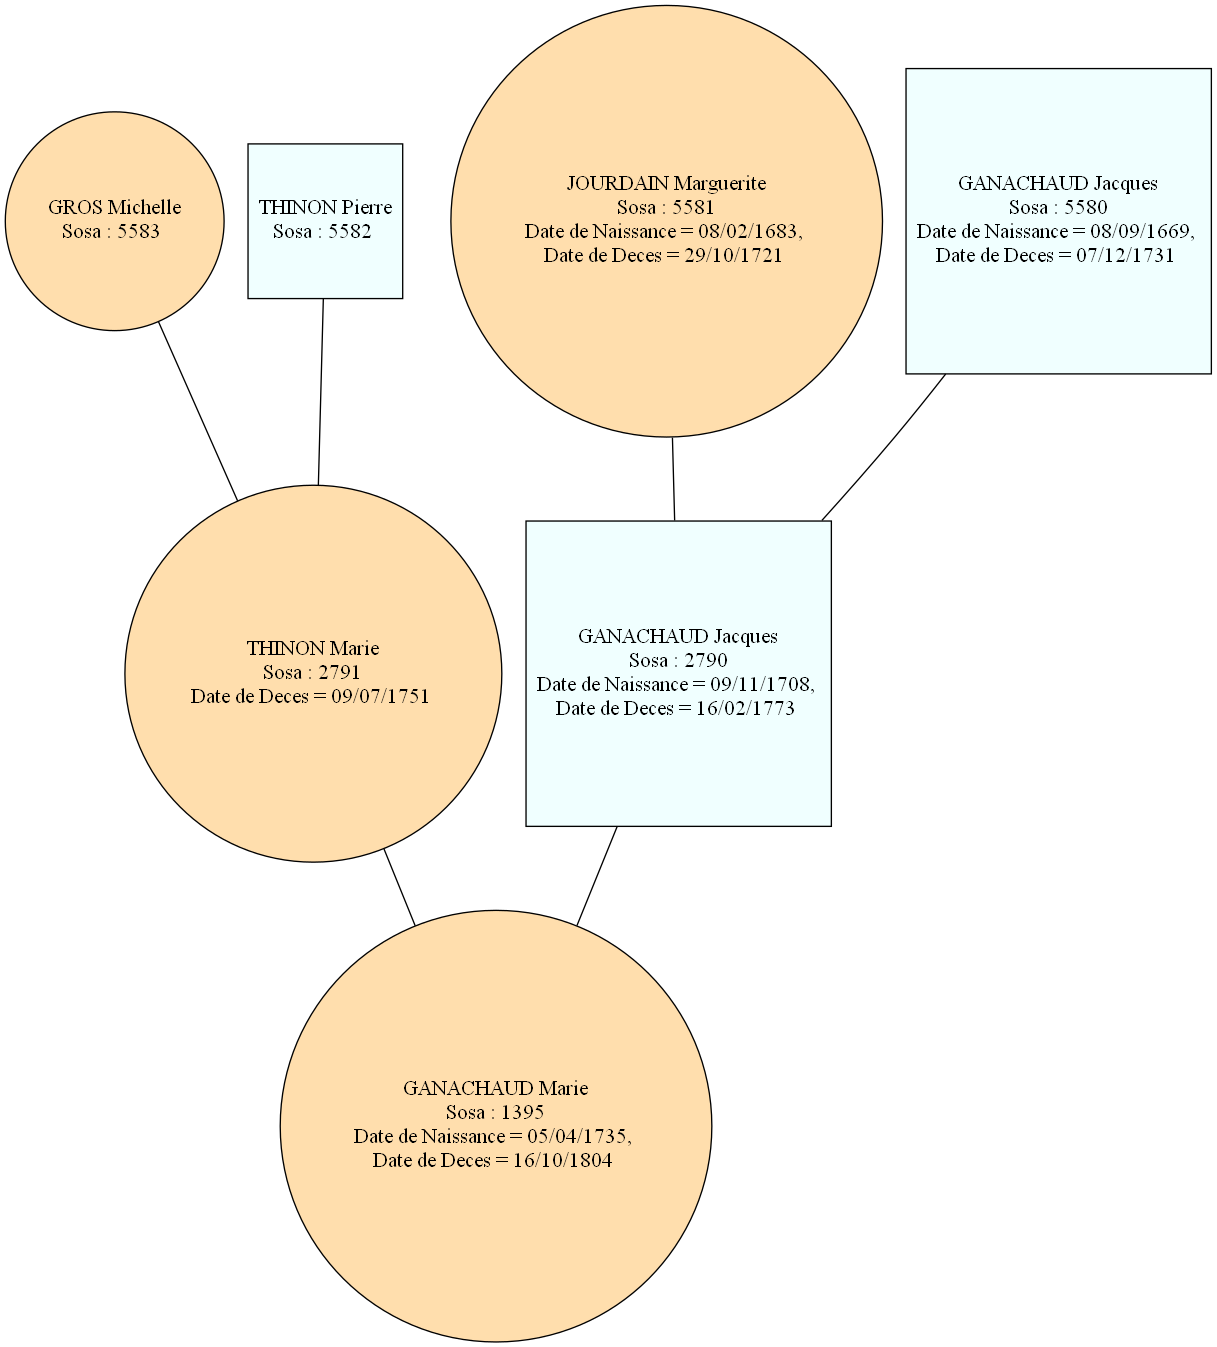 GROS Michelle
Sosa : 5583
THINON Pierre
Sosa : 5582
JOURDAIN Marguerite
Sosa : 5581
Date de Naissance = 08/02/1683,
Date de Deces = 29/10/1721
GANACHAUD Jacques
Sosa : 5580
Date de Naissance = 08/09/1669,
Date de Deces = 07/12/1731
THINON Marie
Sosa : 2791
Date de Deces = 09/07/1751
GANACHAUD Jacques
Sosa : 2790
Date de Naissance = 09/11/1708,
Date de Deces = 16/02/1773
GANACHAUD Marie
Sosa : 1395
Date de Naissance = 05/04/1735,
Date de Deces = 16/10/1804